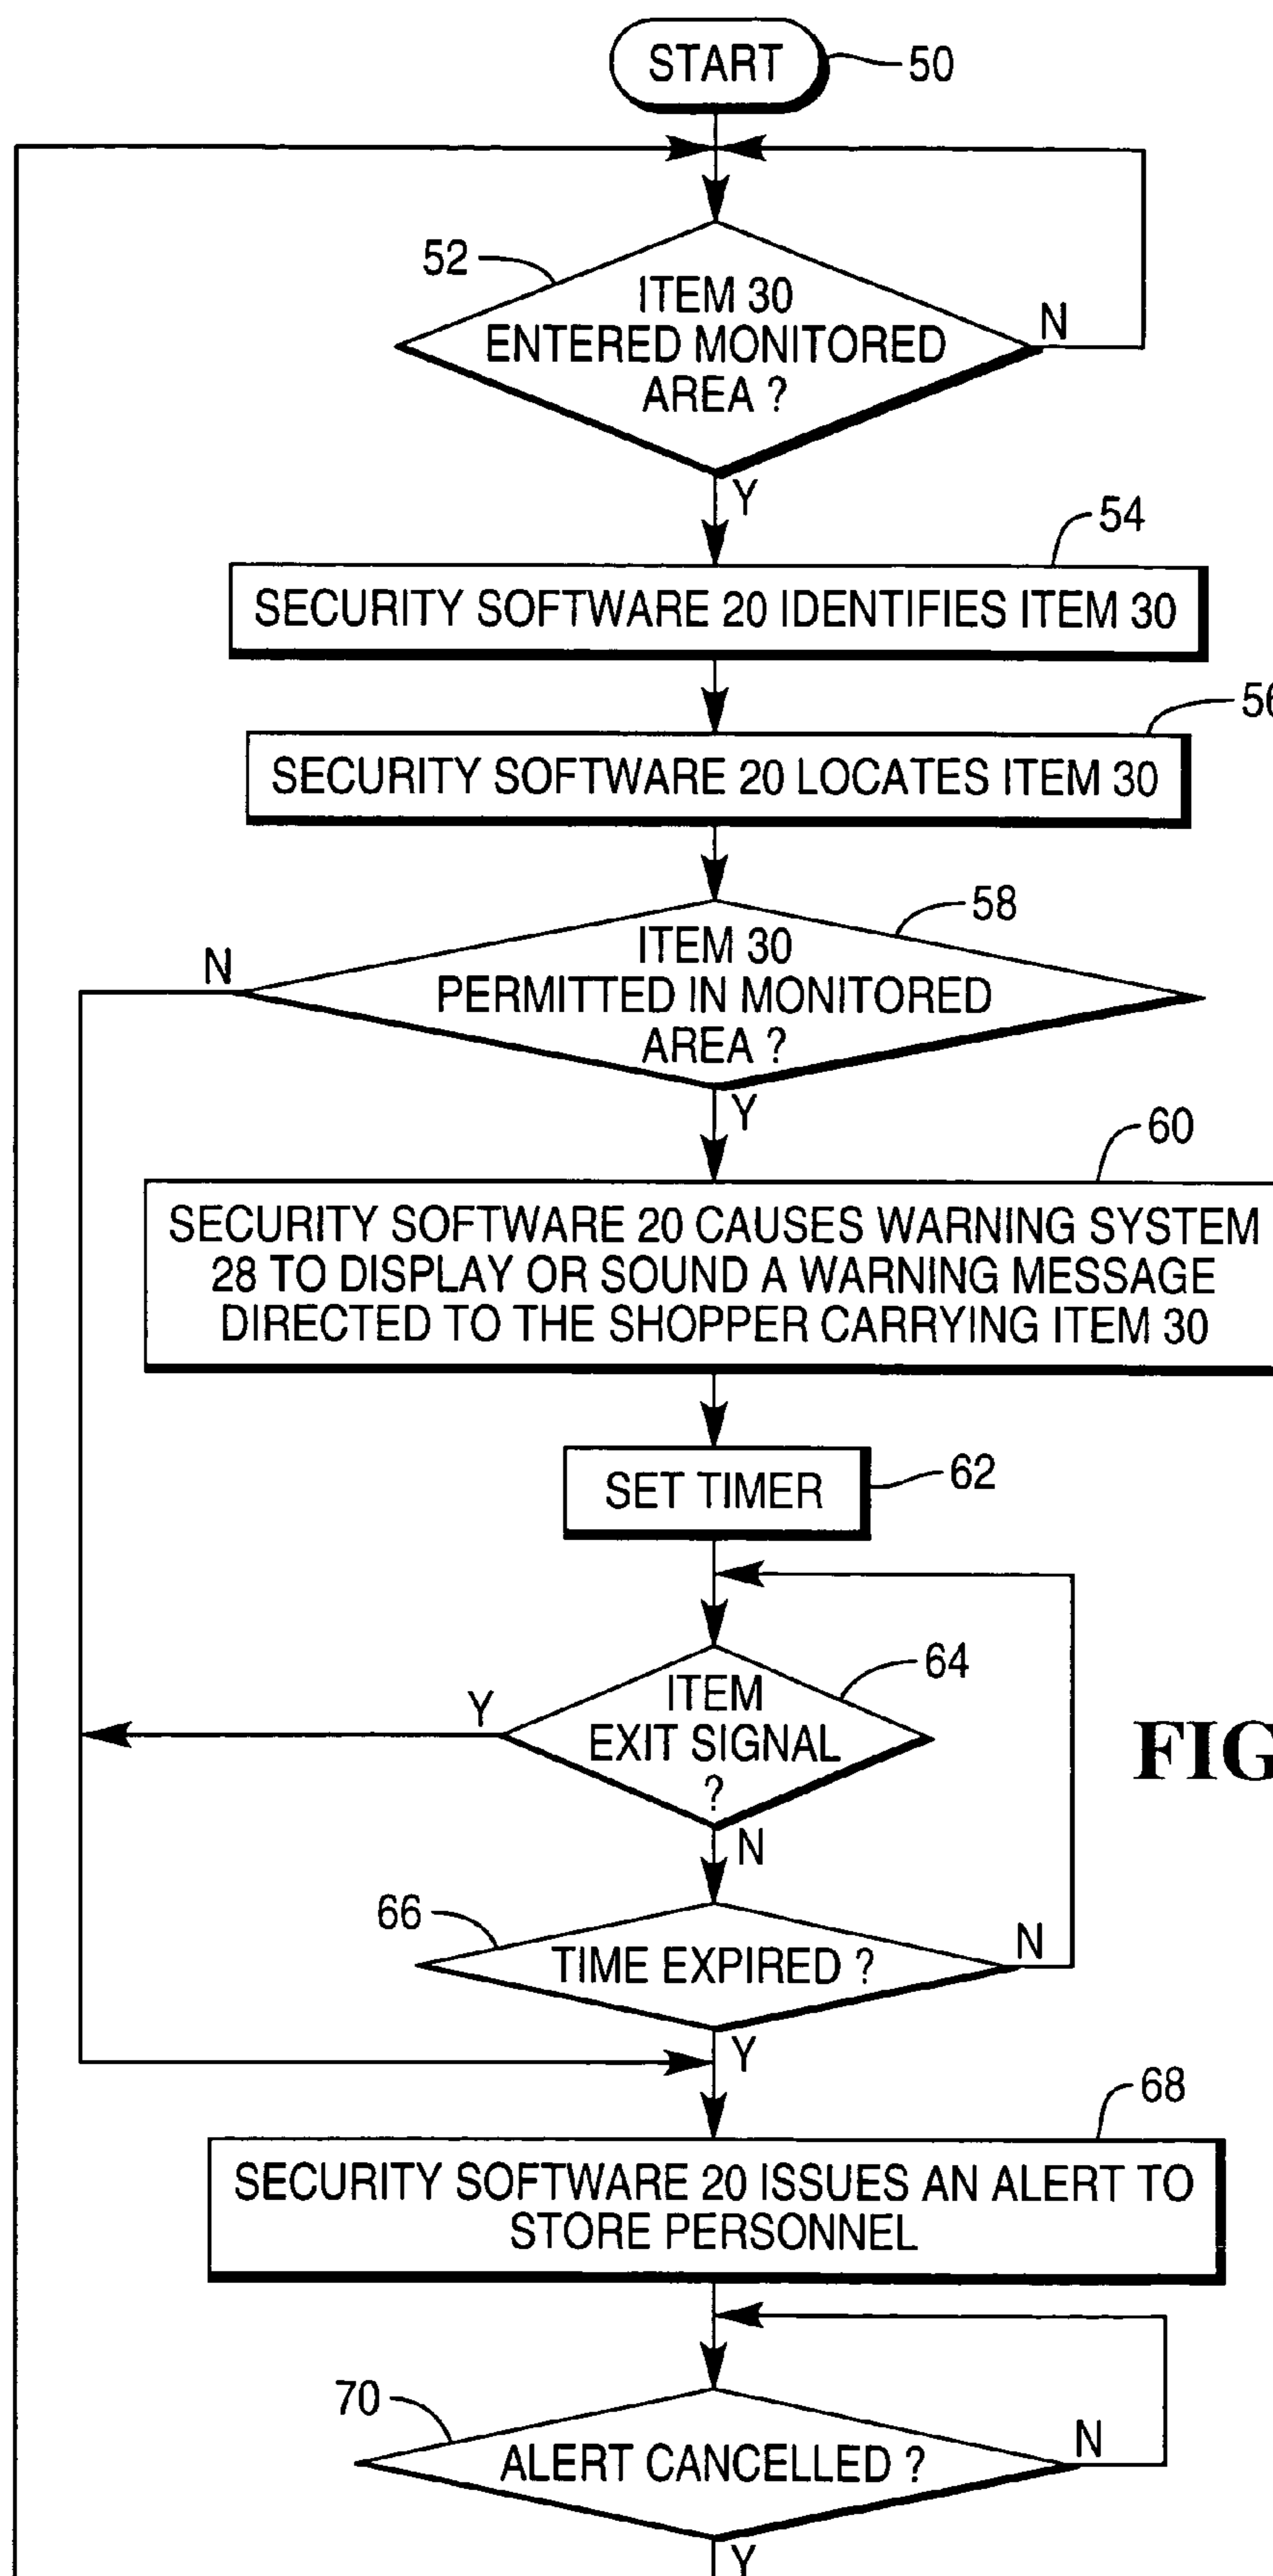 START
50
52
ITEM 30
ENTERED MONITORED
AREA ?
N
Y
54
SECURITY SOFTWARE 20 IDENTIFIES ITEM 30
56
SECURITY SOFTWARE 20 LOCATES ITEM 30
58
N
ITEM 30
PERMITTED IN MONITORED
AREA ?
Y
60
SECURITY SOFTWARE 20 CAUSES WARNING SYSTEM
28 TO DISPLAY OR SOUND A WARNING MESSAGE
DIRECTED TO THE SHOPPER CARRYING ITEM 30
SET TIMER
62
64
Y
ITEM
EXIT SIGNAL
?
N
FIG
66
TIME EXPIRED ?
N
Y
68
SECURITY SOFTWARE 20 ISSUES AN ALERT TO
STORE PERSONNEL
70
ALERT CANCELLED ?
N
Y